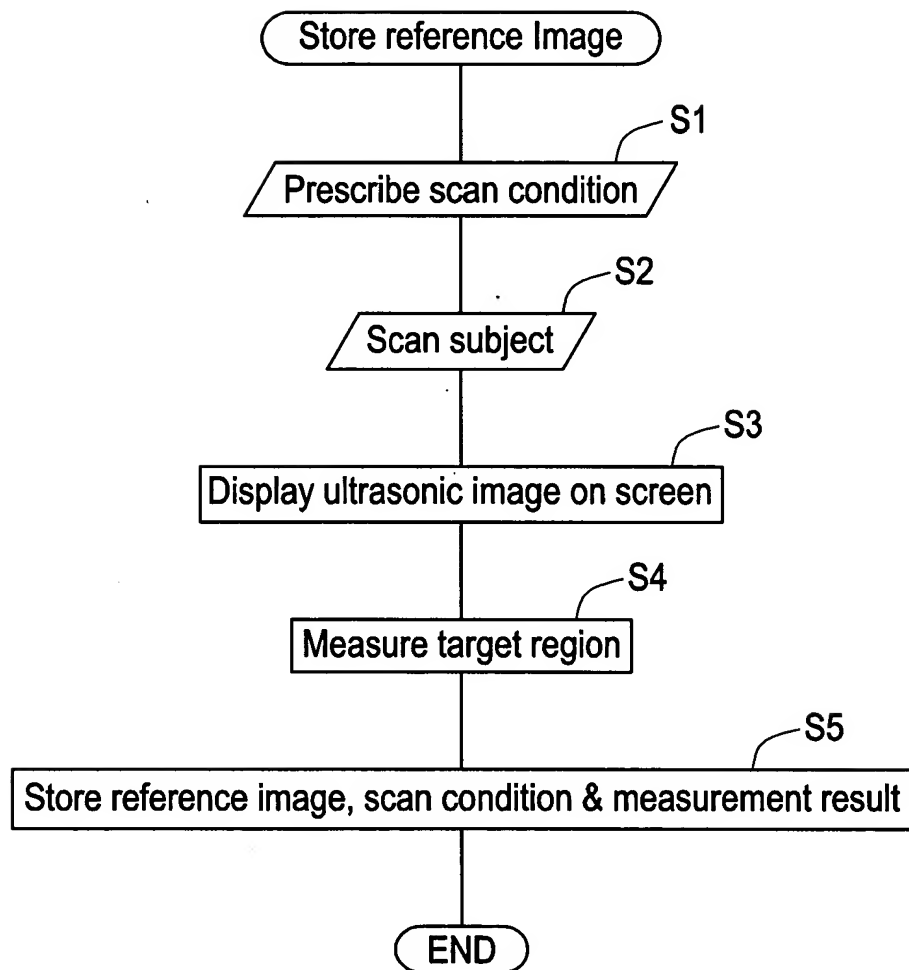 Store reference Image
S1
Prescribe scan condition
S2
Scan subject
S3
Display ultrasonic image on screen
S4
Measure target region
S5
Store reference image, scan condition & measurement result
END